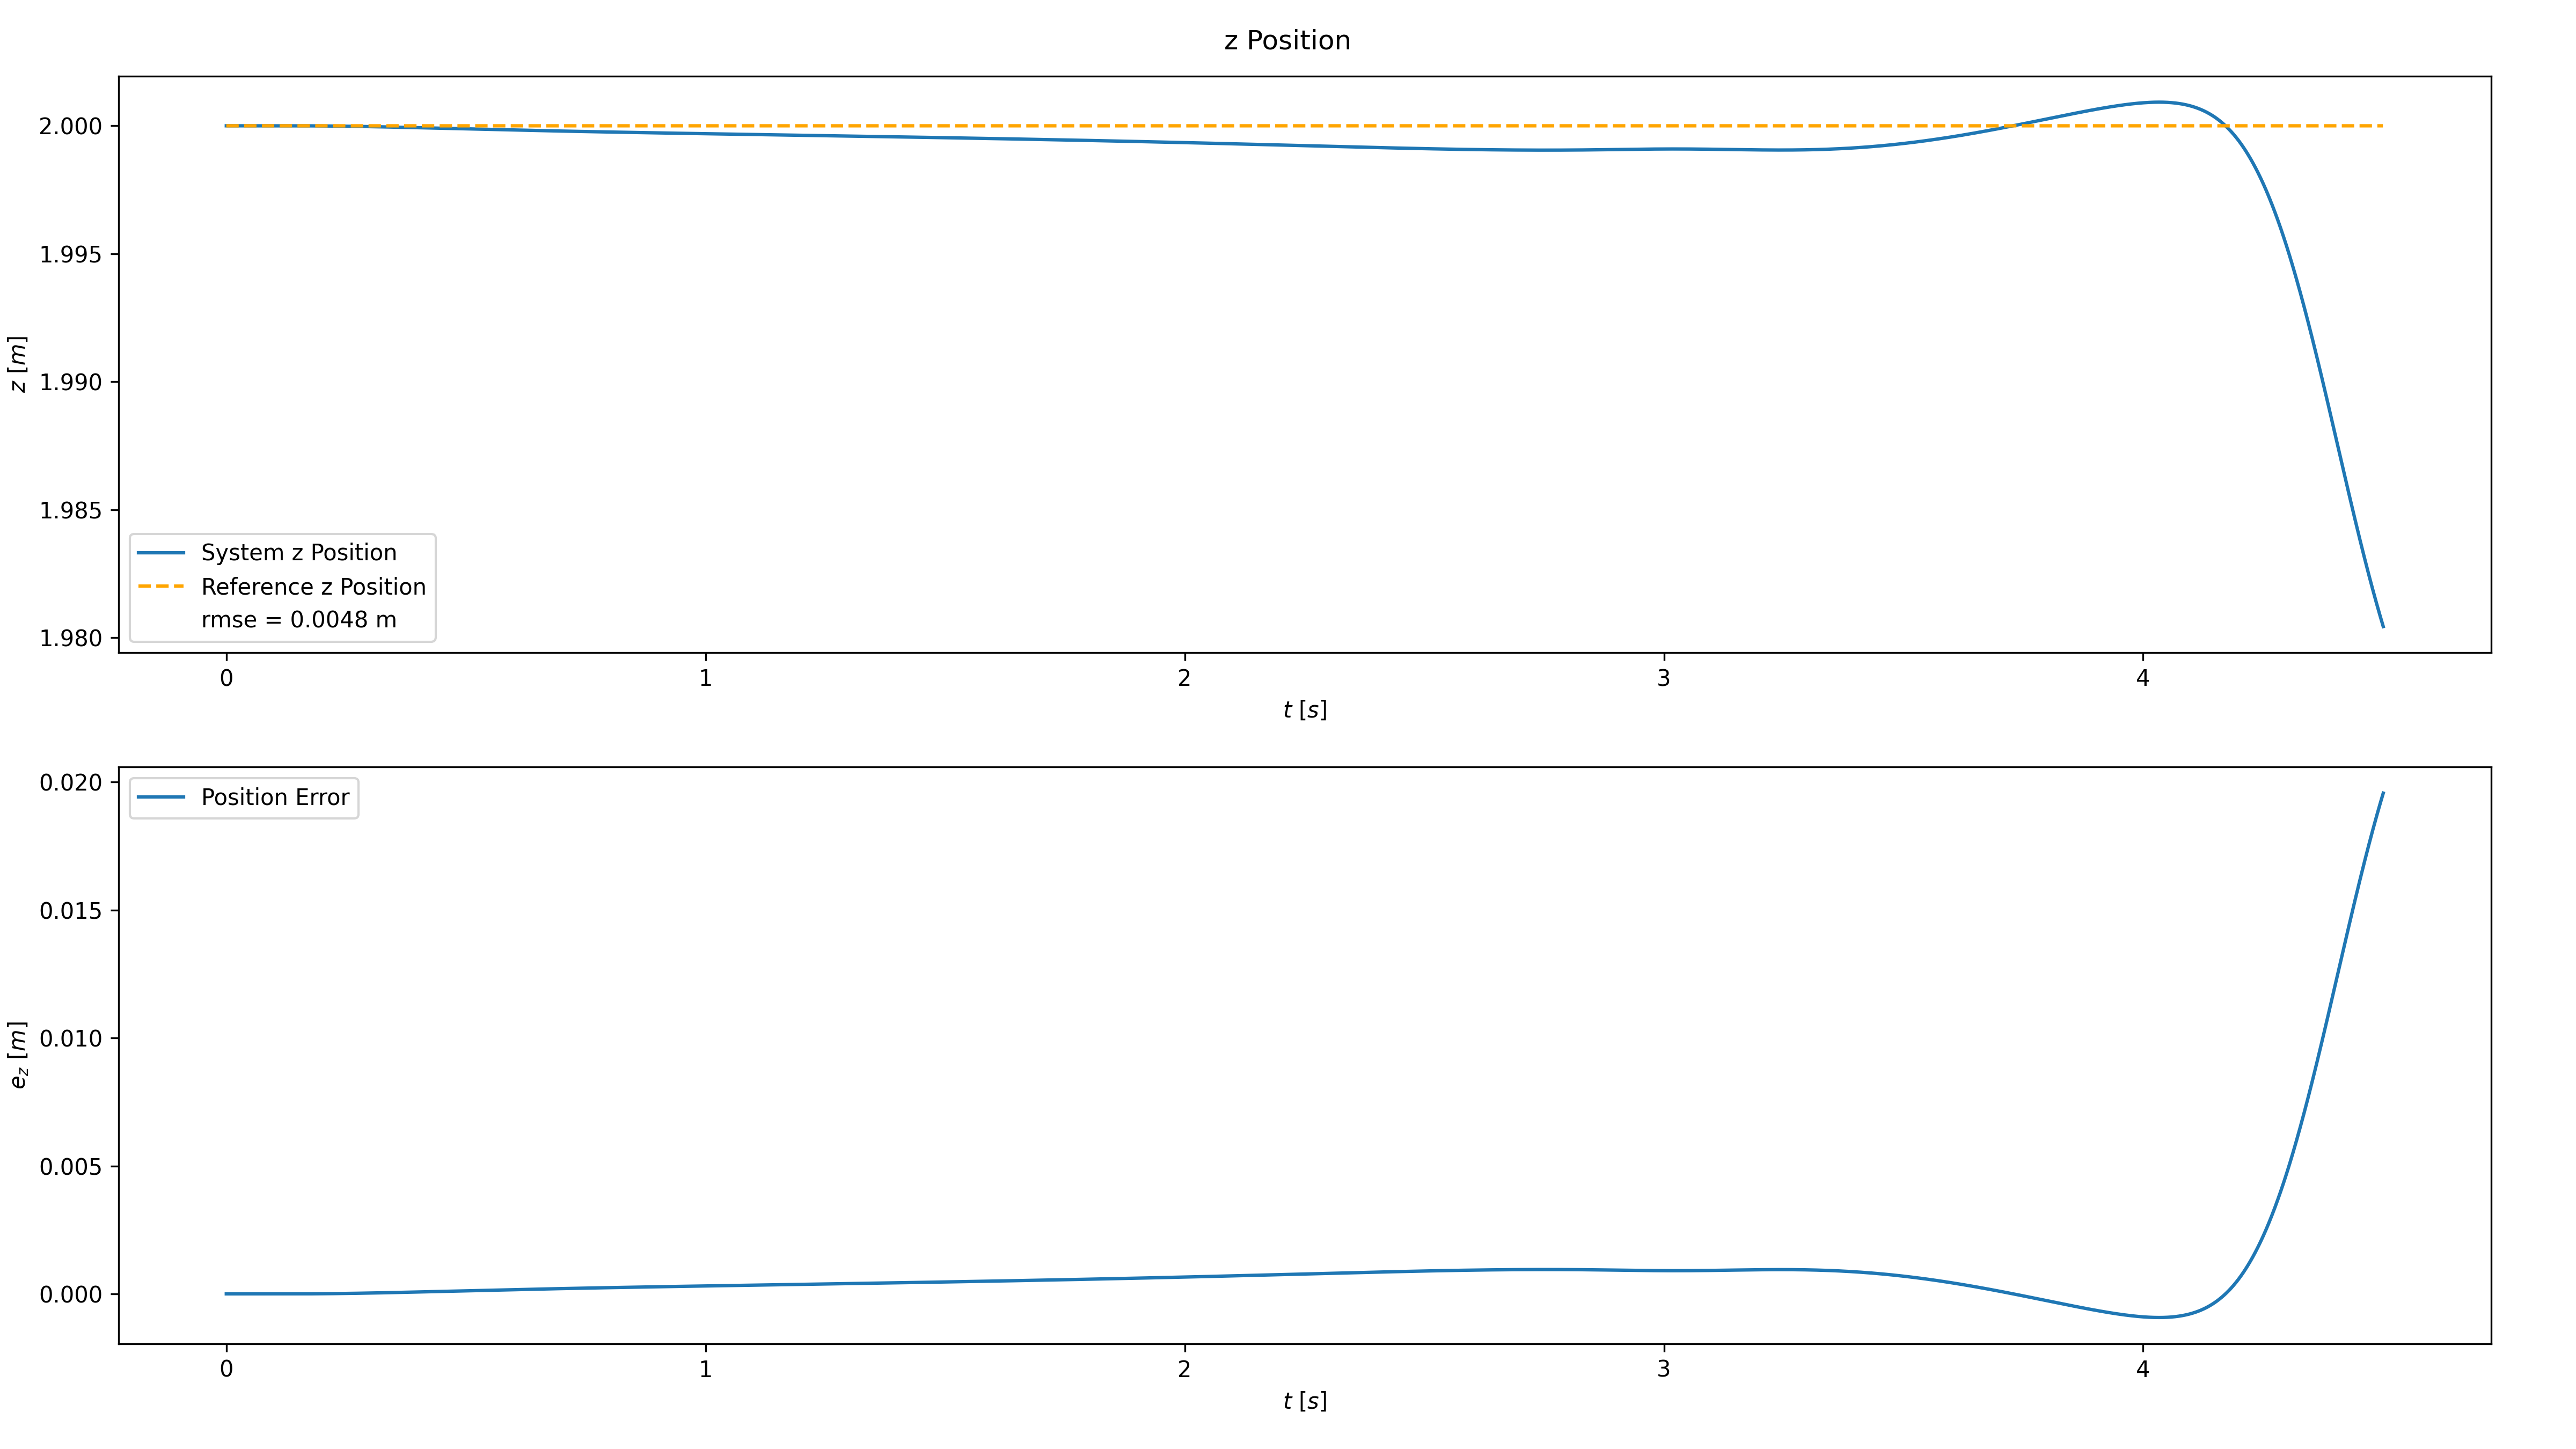 z Position
2.000
1.995
1.990
1.985
1.980
z [m]
System z Position
Reference z Position
rmse = 0.0048 m
0 1 2 3 4
t [s]
0.020
0.015
0.010
0.005
0.000
e_z [m]
Position Error
0 1 2 3 4
t [s]